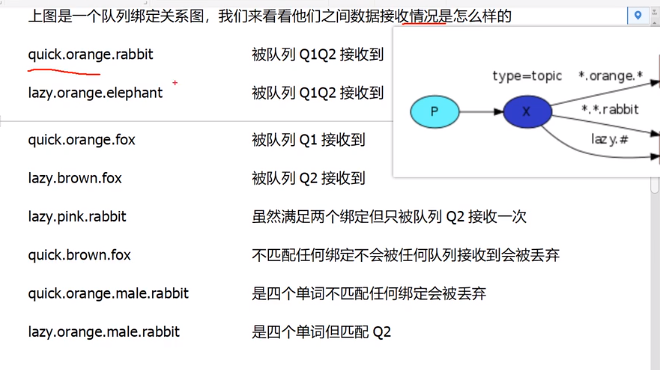 上图是一个队列绑定关系图，我们来看看他们之间数据接收情况是怎么样的
quick.orange.rabbit 被队列 Q1Q2 接收到
lazy.orange.elephant 被队列 Q1Q2 接收到
quick.orange.fox 被队列 Q1 接收到
lazy.brown.fox 被队列 Q2 接收到
lazy.pink.rabbit 虽然满足两个绑定但只被队列 Q2 接收一次
quick.brown.fox 不匹配任何绑定不会被任何队列接收到会被丢弃
quick.orange.male.rabbit 是四个单词不匹配任何绑定会被丢弃
lazy.orange.male.rabbit 是四个单词但匹配 Q2
type=topic
*.orange.*
P
X
*.*.rabbit
lazy.#